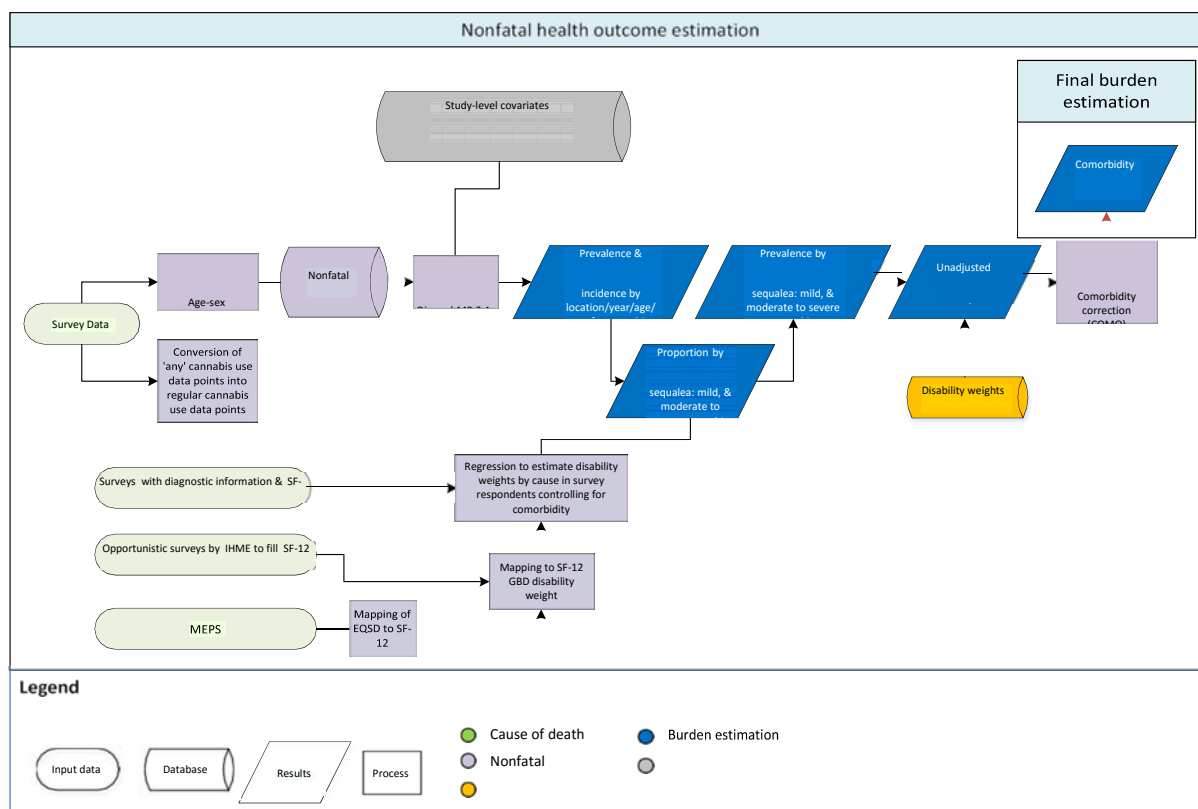 Nonfatal health outcome estimation
Final burden
estimation
Comorbidity
Study-level covariates
Survey Data
Age-sex
Conversion of
'any' cannabis use
data points into
regular cannabis
use data points
Nonfatal
Prevalence &
incidence by
location/year/age/
Proportion by
sequalea: mild, &
moderate to
Prevalence by
sequalea: mild, &
moderate to severe
Unadjusted
Disability weights
Comorbidity
correction
(COMO)
Surveys with diagnostic information & SF-
Regression to estimate disability
weights by cause in survey
respondents controlling for
comorbidity
Opportunistic surveys by IHME to fill SF-12
Mapping to SF-12
GBD disability
weight
MEPS
Mapping of
EQSD to SF-
12
Legend
Input data
Database
Results
Process
Cause of death
Nonfatal
Burden estimation